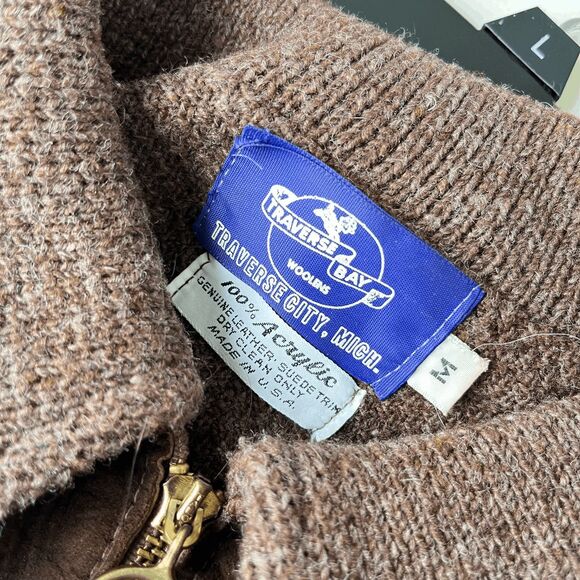 L
TRAVERSE
BAY
WOOLENS
TRAVERSE CITY, MICH.
M
100% Acrylic
GENUINE LEATHER, SUEDE TRIM
DRY CLEAN ONLY
MADE IN U.S.A.